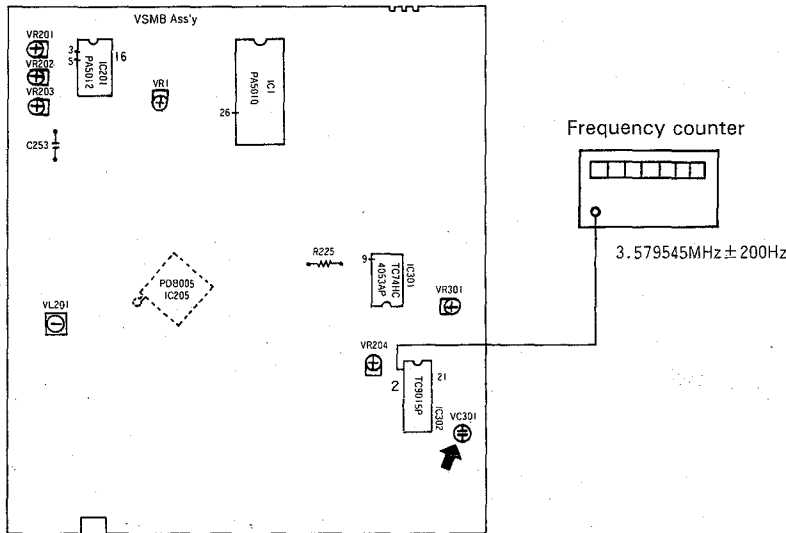 VSMB Ass'y
VR201
VR202
VR203
3
5
16
IC201
PA5012
VR1
26
IC1
PA5010
C253
Frequency counter
3.579545MHz±200Hz
R225
9
IC301
TC74HC
4053AP
PD8005
IC205
VL201
VR301
VR204
2
21
TC9015P
IC302
VC301